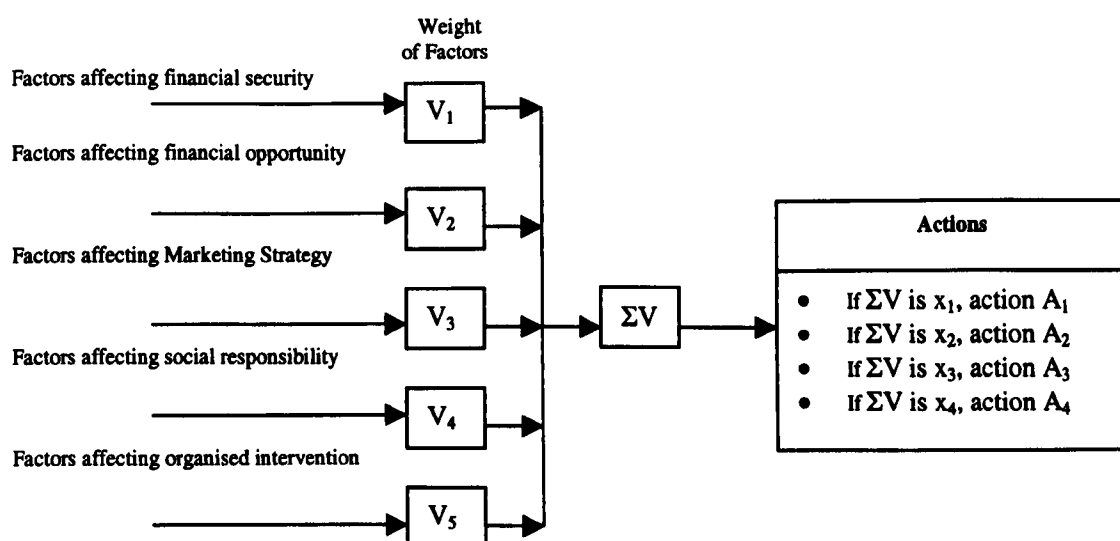 Weight
of Factors
Factors affecting financial security
V₁
Factors affecting financial opportunity
V₂
Factors affecting Marketing Strategy
V₃
Factors affecting social responsibility
V₄
Factors affecting organised intervention
V₅
ΣV
Actions
• If ΣV is x₁, action A₁
• If ΣV is x₂, action A₂
• If ΣV is x₃, action A₃
• If ΣV is x₄, action A₄